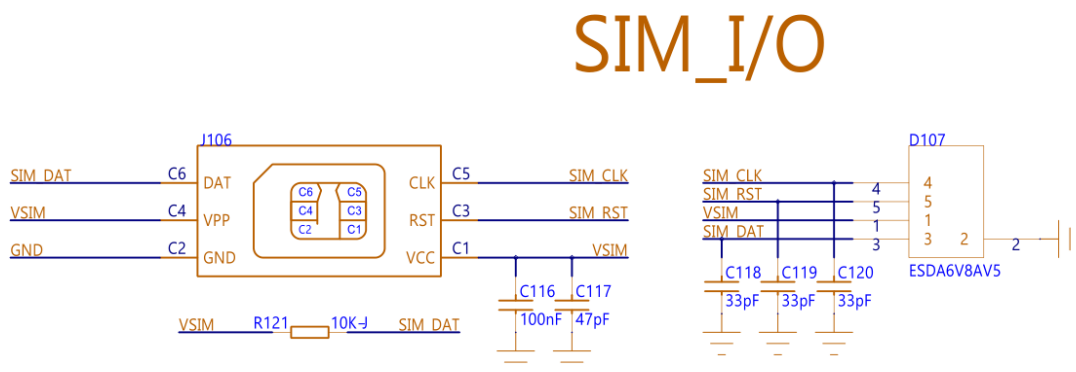 SIM_I/O
J106
D107
SIM_DAT C6 DAT CLK C5 SIM_CLK
VSIM C4 VPP RST C3 SIM_RST
GND C2 GND VCC C1 VSIM
C6 C5
C4 C3
C2 C1
C116 C117
100nF 47pF
VSIM R121 10K-J SIM_DAT
SIM_CLK 4 4
SIM_RST 5 5
VSIM 1 1
SIM_DAT 3 3 2 2
ESDA6V8AV5
C118 C119 C120
33pF 33pF 33pF